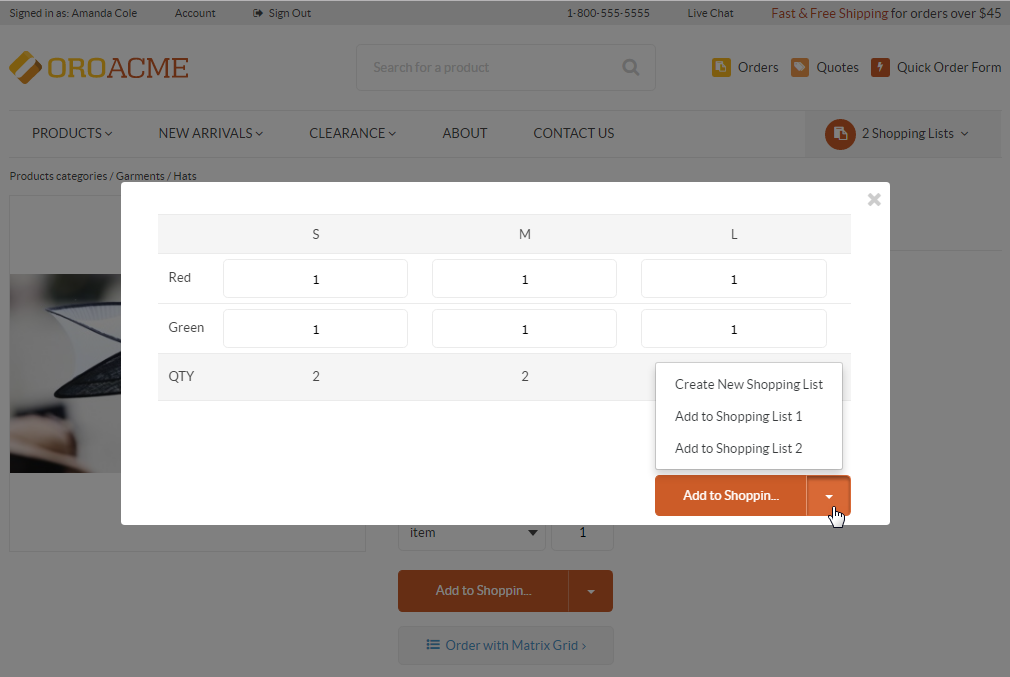 Signed in as: Amanda Cole Account Sign Out 1-800-555-5555 Live Chat Fast & Free Shipping for orders over $45
OROACME Search for a product Orders Quotes Quick Order Form
PRODUCTS NEW ARRIVALS CLEARANCE ABOUT CONTACT US 2 Shopping Lists
Products categories / Garments / Hats
S M L
Red 1 1 1
Green 1 1 1
QTY 2 2
Create New Shopping List
Add to Shopping List 1
Add to Shopping List 2
Add to Shoppin...
item 1
Add to Shoppin...
Order with Matrix Grid ›